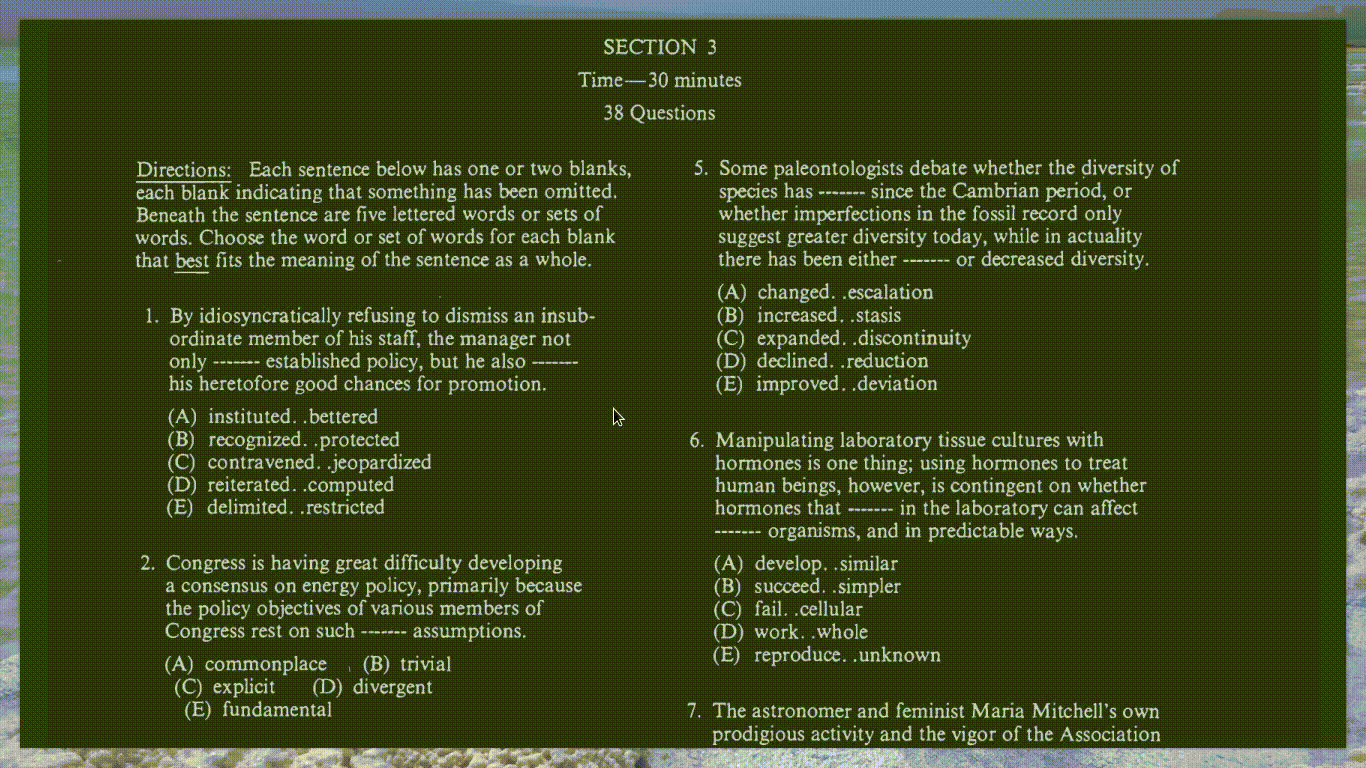 SECTION 3
Time—30 minutes
38 Questions
Directions: Each sentence below has one or two blanks,
each blank indicating that something has been omitted.
Beneath the sentence are five lettered words or sets of
words. Choose the word or set of words for each blank
that best fits the meaning of the sentence as a whole.
1. By idiosyncratically refusing to dismiss an insub-
ordinate member of his staff, the manager not
only ------- established policy, but he also -------
his heretofore good chances for promotion.
(A) instituted. .bettered
(B) recognized. .protected
(C) contravened. .jeopardized
(D) reiterated. .computed
(E) delimited. .restricted
2. Congress is having great difficulty developing
a consensus on energy policy, primarily because
the policy objectives of various members of
Congress rest on such ------- assumptions.
(A) commonplace (B) trivial
(C) explicit (D) divergent
(E) fundamental
5. Some paleontologists debate whether the diversity of
species has ------- since the Cambrian period, or
whether imperfections in the fossil record only
suggest greater diversity today, while in actuality
there has been either ------- or decreased diversity.
(A) changed. .escalation
(B) increased. .stasis
(C) expanded. .discontinuity
(D) declined. .reduction
(E) improved. .deviation
6. Manipulating laboratory tissue cultures with
hormones is one thing; using hormones to treat
human beings, however, is contingent on whether
hormones that ------- in the laboratory can affect
------- organisms, and in predictable ways.
(A) develop. .similar
(B) succeed. .simpler
(C) fail. .cellular
(D) work. .whole
(E) reproduce. .unknown
7. The astronomer and feminist Maria Mitchell's own
prodigious activity and the vigor of the Association